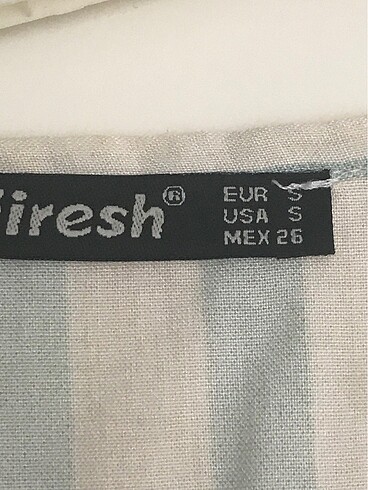 iresh®
EUR S
USA S
MEX 26